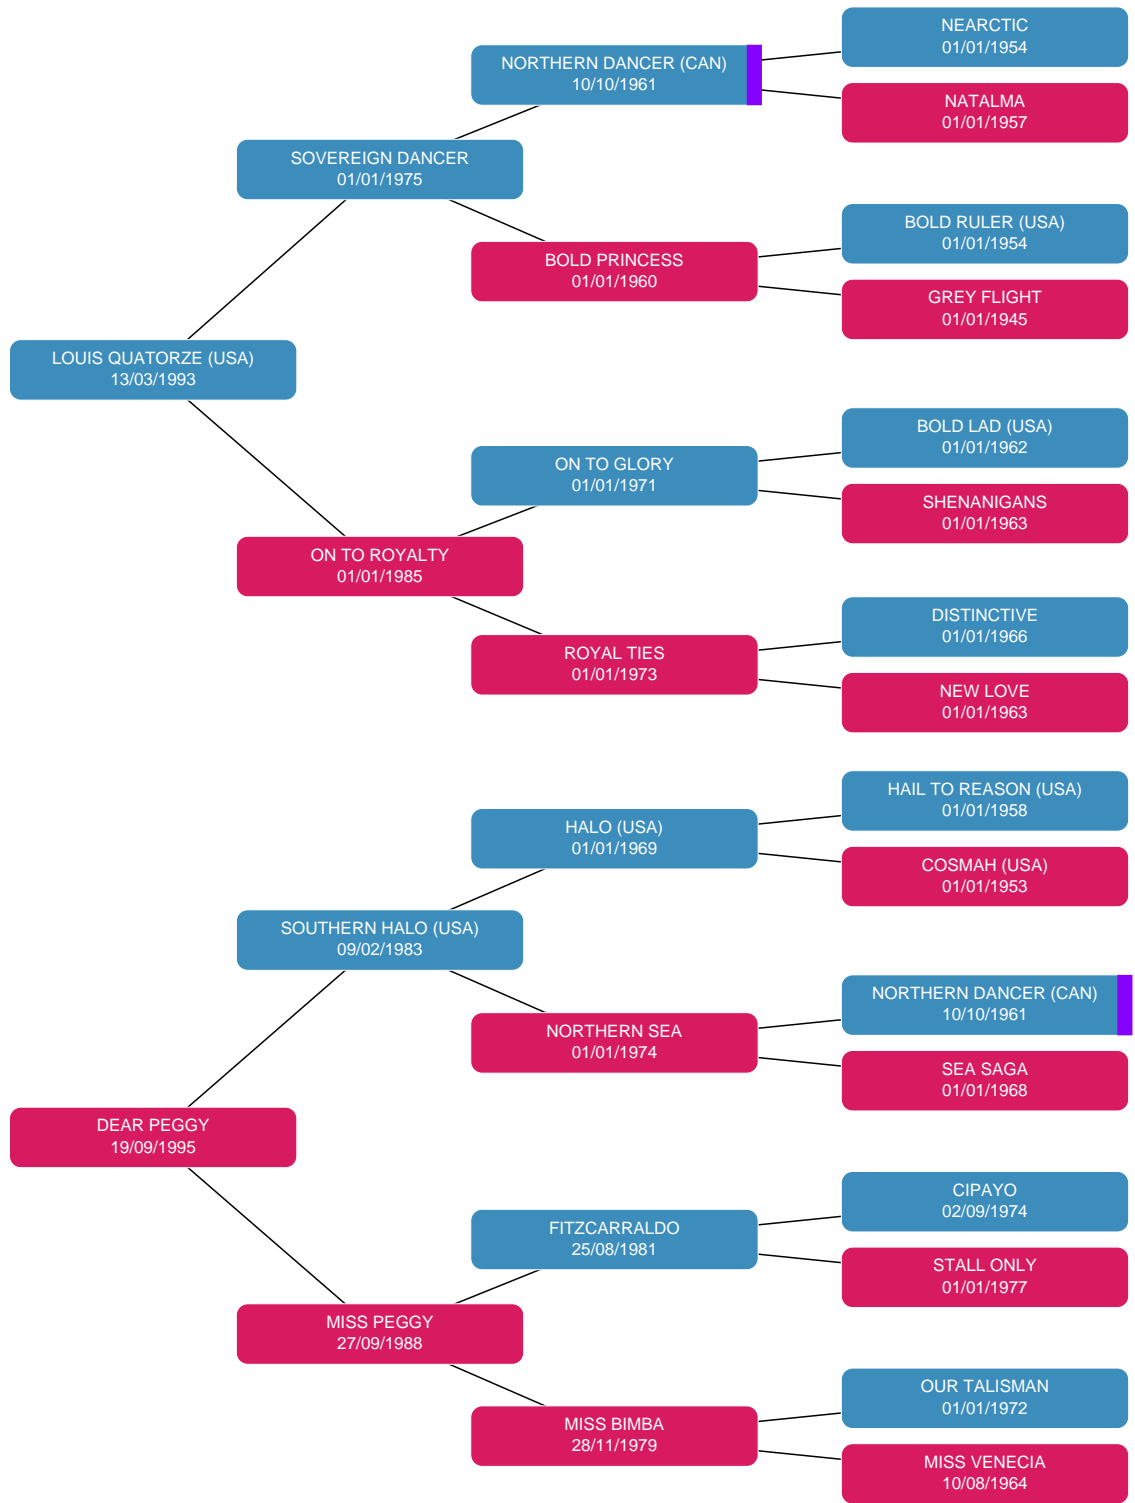 NEARCTIC
01/01/1954
NORTHERN DANCER (CAN)
10/10/1961
NATALMA
01/01/1957
SOVEREIGN DANCER
01/01/1975
BOLD RULER (USA)
01/01/1954
BOLD PRINCESS
01/01/1960
GREY FLIGHT
01/01/1945
LOUIS QUATORZE (USA)
13/03/1993
BOLD LAD (USA)
01/01/1962
ON TO GLORY
01/01/1971
SHENANIGANS
01/01/1963
ON TO ROYALTY
01/01/1985
DISTINCTIVE
01/01/1966
ROYAL TIES
01/01/1973
NEW LOVE
01/01/1963
HAIL TO REASON (USA)
01/01/1958
HALO (USA)
01/01/1969
COSMAH (USA)
01/01/1953
SOUTHERN HALO (USA)
09/02/1983
NORTHERN DANCER (CAN)
10/10/1961
NORTHERN SEA
01/01/1974
SEA SAGA
01/01/1968
DEAR PEGGY
19/09/1995
CIPAYO
02/09/1974
FITZCARRALDO
25/08/1981
STALL ONLY
01/01/1977
MISS PEGGY
27/09/1988
OUR TALISMAN
01/01/1972
MISS BIMBA
28/11/1979
MISS VENECIA
10/08/1964